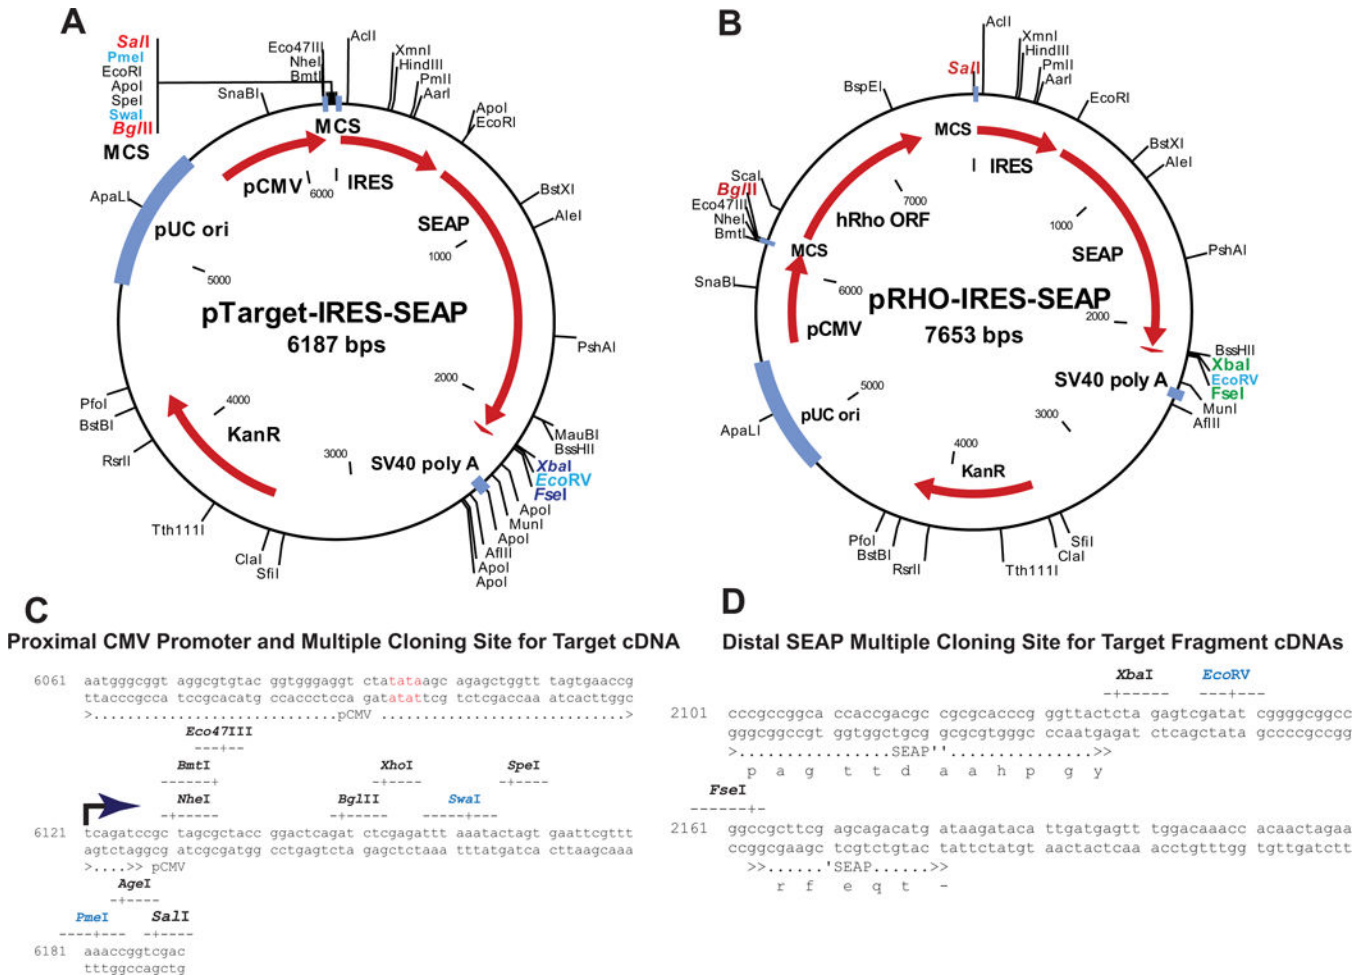 A
SalI
PmeI
EcoRI
ApoI
SpeI
SwaI
BglII
MCS
SnaBI
Eco47III
NheI
BmtI
AclI
XmnI
HindIII
PmlI
AarI
ApoI
EcoRI
BstXI
AleI
PshAI
MauBI
BssHII
XbaI
EcoRV
FseI
ApoI
MunI
ApoI
AflII
ApoI
ApoI
SfiI
ClaI
Tth111I
RsrII
BstBI
PfoI
ApaLI
MCS
pCMV
6000
IRES
SEAP
1000
pUC ori
5000
pTarget-IRES-SEAP
6187 bps
2000
4000
KanR
3000
SV40 poly A
B
SalI
AclI
XmnI
HindIII
PmlI
AarI
EcoRI
BstXI
AleI
PshAI
BssHII
XbaI
EcoRV
FseI
MunI
AflII
SfiI
ClaI
Tth111I
RsrII
BstBI
PfoI
ApaLI
SnaBI
BmtI
NheI
Eco47III
BglII
ScaI
BspEI
MCS
IRES
7000
hRho ORF
1000
SEAP
MCS
6000
pRHO-IRES-SEAP
7653 bps
pCMV
2000
SV40 poly A
pUC ori
5000
3000
4000
KanR
C
Proximal CMV Promoter and Multiple Cloning Site for Target cDNA
6061 aatgggcggt aggcgtgtac ggtgggaggt ctatataagc agagctggtt tagtgaaccg
ttacccgcca tccgcacatg ccaccctcca gatatattcg tctcgaccaa atcacttggc
>..............................pCMV ..............................>
Eco47III
---+--
BmtI XhoI SpeI
------+ -+---- -+----
NheI BglII SwaI
-+----- -+---- ----+---
6121 tcagatccgc tagcgctacc ggactcagat ctcgagattt aaatactagt gaattcgttt
agtctaggcg atcgcgatgg cctgagtcta gagctctaaa tttatgatca cttaagcaaa
>....>> pCMV
AgeI
-+----
PmeI SalI
----+--- -+----
6181 aaaccggtcgac
tttggccagctg
D
Distal SEAP Multiple Cloning Site for Target Fragment cDNAs
XbaI EcoRV
-+----- ---+---
2101 cccgccggca ccaccgacgc cgcgcacccg ggttactcta gagtcgatat cggggcggcc
gggcggccgt ggtggctgcg gcgcgtgggc ccaatgagat ctcagctata gccccgccgg
>.................SEAP''................>>
p a g t t d a a h p g y
FseI
------+-
2161 ggccgcttcg agcagacatg ataagataca ttgatgagtt tggacaaacc acaactagaa
ccggcgaagc tcgtctgtac tattctatgt aactactcaa acctgtttgg tgttgatctt
>>......'SEAP.......>>
r f e q t -